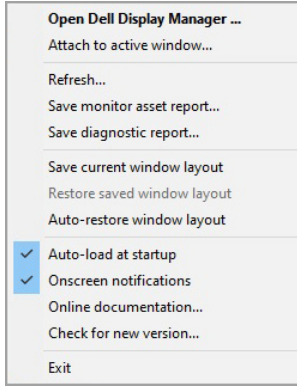 Open Dell Display Manager ...
Attach to active window...
Refresh...
Save monitor asset report...
Save diagnostic report...
Save current window layout
Restore saved window layout
Auto-restore window layout
Auto-load at startup
Onscreen notifications
Online documentation...
Check for new version...
Exit